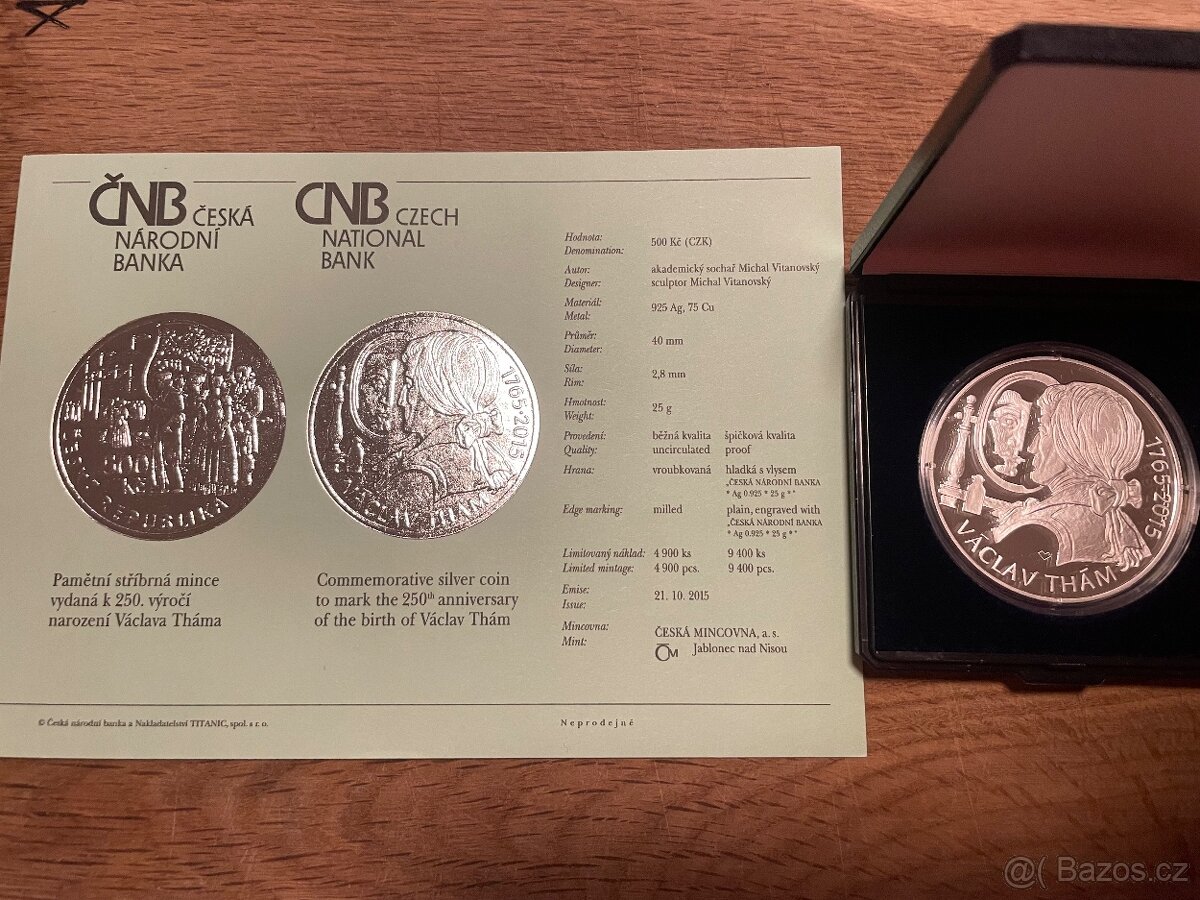 ČNB ČESKÁ
NÁRODNÍ
BANKA
CNB CZECH
NATIONAL
BANK
ČESKÁ REPUBLIKA
500
Kč
1765·2015
VÁCLAV THÁM
Pamětní stříbrná mince
vydaná k 250. výročí
narození Václava Tháma
Commemorative silver coin
to mark the 250th anniversary
of the birth of Václav Thám
Hodnota: 500 Kč (CZK)
Denomination:
Autor: akademický sochař Michal Vitanovský
Designer: sculptor Michal Vitanovský
Materiál: 925 Ag, 75 Cu
Metal:
Průměr: 40 mm
Diameter:
Síla: 2,8 mm
Rim:
Hmotnost: 25 g
Weight:
Provedení: běžná kvalita špičková kvalita
Quality: uncirculated proof
Hrana: vroubkovaná hladká s vlysem
„ČESKÁ NÁRODNÍ BANKA
* Ag 0.925 * 25 g *“
Edge marking: milled plain, engraved with
„ČESKÁ NÁRODNÍ BANKA
* Ag 0.925 * 25 g *“
Limitovaný náklad: 4 900 ks 9 400 ks
Limited mintage: 4 900 pcs. 9 400 pcs.
Emise: 21. 10. 2015
Issue:
Mincovna: ČESKÁ MINCOVNA, a. s.
Mint: ČM Jablonec nad Nisou
© Česká národní banka a Nakladatelství TITANIC, spol. s r. o.
Neprodejné
1765·2015
VÁCLAV THÁM
@( Bazos.cz